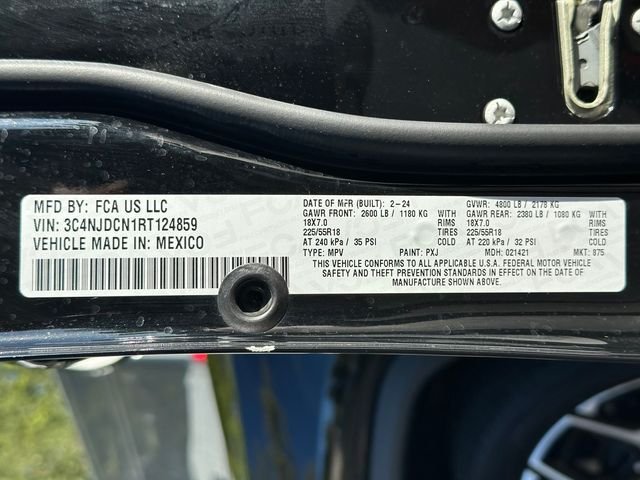 MFD BY: FCA US LLC
VIN: 3C4NJDCN1RT124859
VEHICLE MADE IN: MEXICO
DATE OF MFR (BUILT): 2-24 GVWR: 4800 LB / 2178 KG
GAWR FRONT: 2600 LB / 1180 KG WITH GAWR REAR: 2380 LB / 1080 KG WITH
18X7.0 RIMS 18X7.0 RIMS
225/55R18 TIRES 225/55R18 TIRES
AT 240 kPa / 35 PSI COLD AT 220 kPa / 32 PSI COLD
TYPE: MPV PAINT: PXJ MDH: 021421 MKT: 875
THIS VEHICLE CONFORMS TO ALL APPLICABLE U.S.A. FEDERAL MOTOR VEHICLE
SAFETY AND THEFT PREVENTION STANDARDS IN EFFECT ON THE DATE OF
MANUFACTURE SHOWN ABOVE.